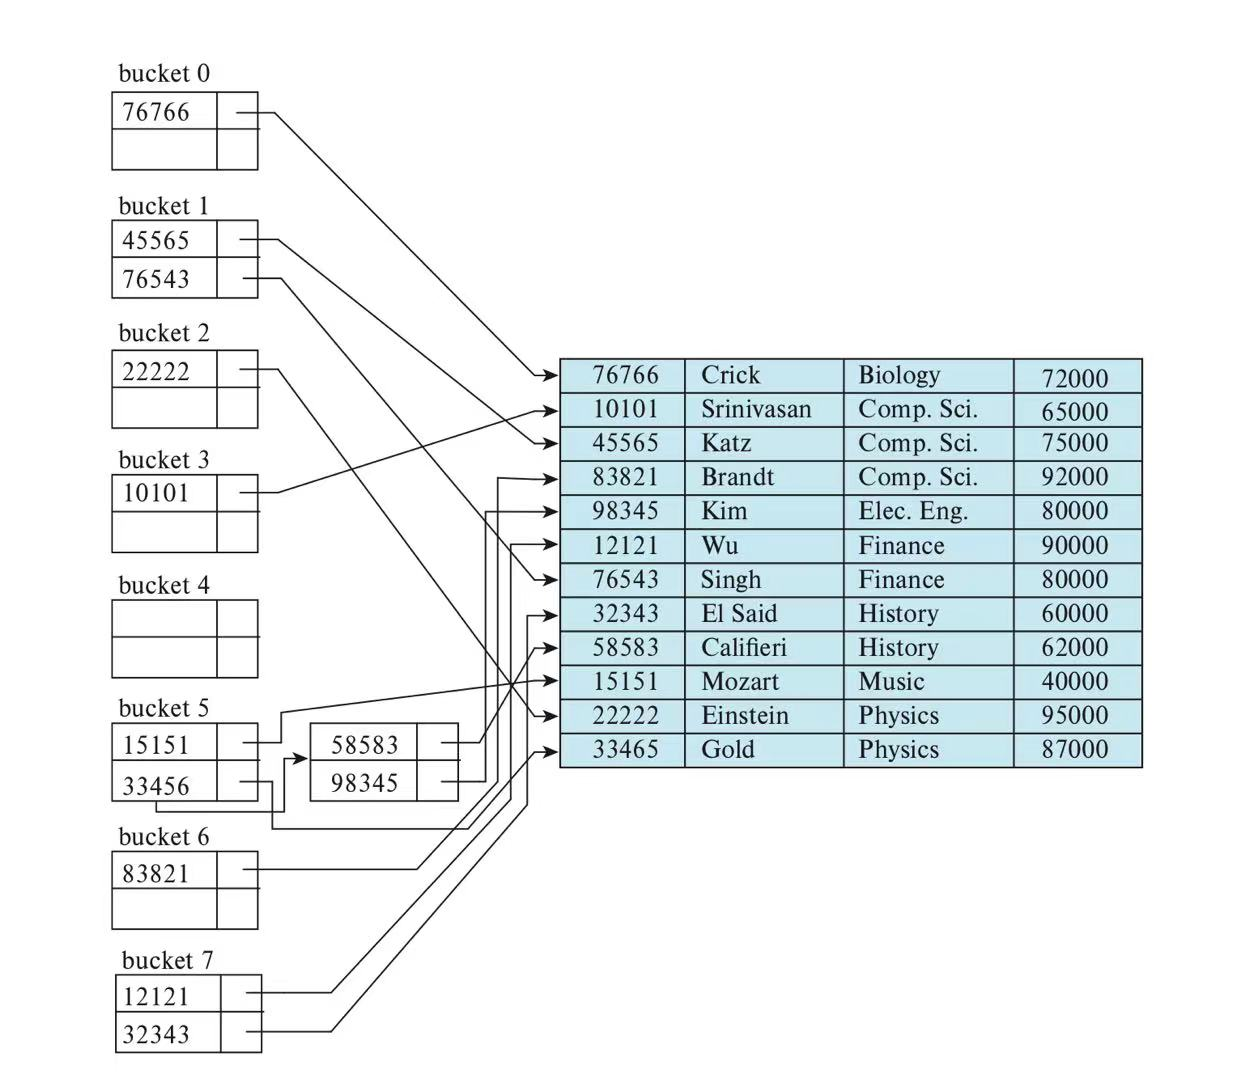 bucket 0
76766
bucket 1
45565
76543
bucket 2
22222
bucket 3
10101
bucket 4
bucket 5
15151
33456
58583
98345
bucket 6
83821
bucket 7
12121
32343
76766 Crick Biology 72000
10101 Srinivasan Comp. Sci. 65000
45565 Katz Comp. Sci. 75000
83821 Brandt Comp. Sci. 92000
98345 Kim Elec. Eng. 80000
12121 Wu Finance 90000
76543 Singh Finance 80000
32343 El Said History 60000
58583 Califieri History 62000
15151 Mozart Music 40000
22222 Einstein Physics 95000
33465 Gold Physics 87000